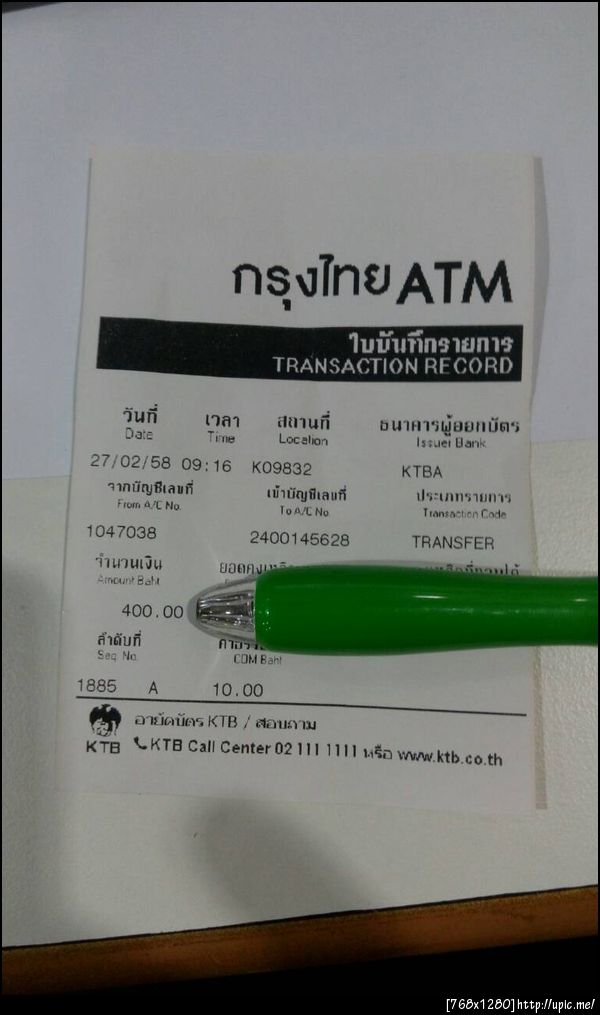 กรุงไทย ATM
ใบบันทึกรายการ
TRANSACTION RECORD
วันที่ เวลา สถานที่ ธนาคารผู้ออกบัตร
Date Time Location Issuer Bank
27/02/58 09:16 K09832 KTBA
จากบัญชีเลขที่ เข้าบัญชีเลขที่ ประเภทรายการ
From A/C No. To A/C No. Transaction Code
1047038 2400145628 TRANSFER
จำนวนเงิน
Amount Baht
400.00
ลำดับที่
Seq. No. COM Baht
1885 A 10.00
อายัดบัตร KTB / สอบถาม
KTB KTB Call Center 02 111 1111 หรือ www.ktb.co.th
[768x1280]http://upic.me/